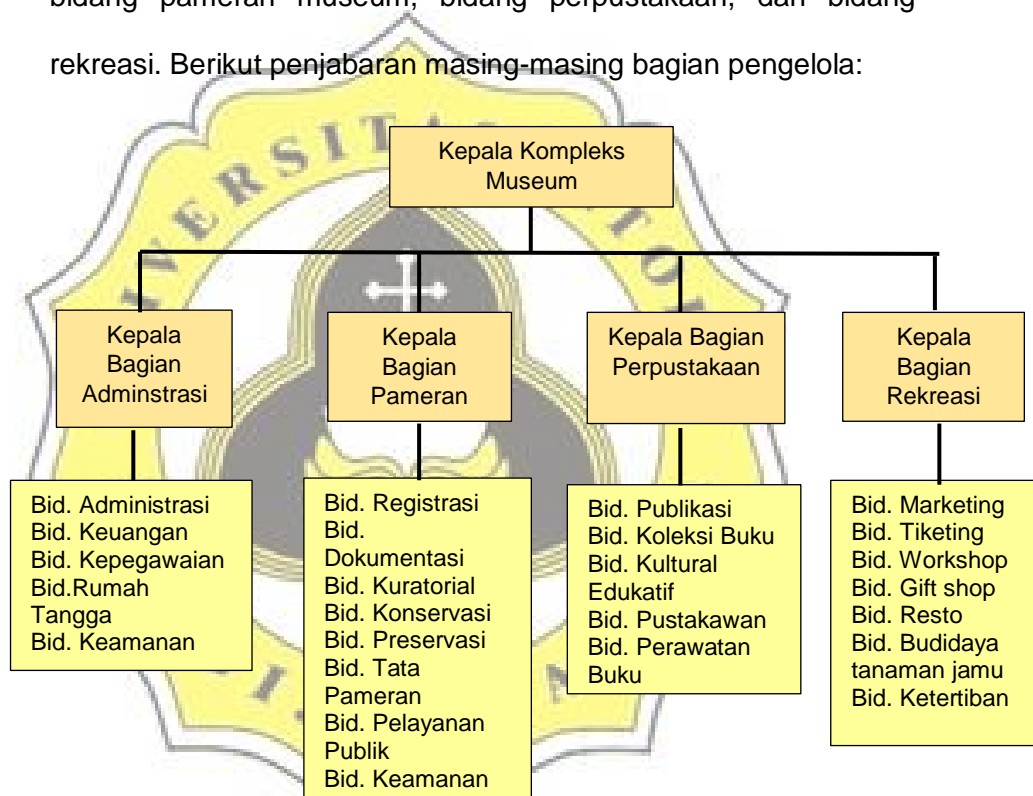 bidang pameran museum, bidang perpustakaan, dan bidang
rekreasi. Berikut penjabaran masing-masing bagian pengelola:
Kepala Kompleks
Museum
Kepala
Bagian
Adminstrasi
Kepala
Bagian
Pameran
Kepala Bagian
Perpustakaan
Kepala
Bagian
Rekreasi
Bid. Administrasi
Bid. Keuangan
Bid. Kepegawaian
Bid.Rumah
Tangga
Bid. Keamanan
Bid. Registrasi
Bid.
Dokumentasi
Bid. Kuratorial
Bid. Konservasi
Bid. Preservasi
Bid. Tata
Pameran
Bid. Pelayanan
Publik
Bid. Keamanan
Bid. Publikasi
Bid. Koleksi Buku
Bid. Kultural
Edukatif
Bid. Pustakawan
Bid. Perawatan
Buku
Bid. Marketing
Bid. Tiketing
Bid. Workshop
Bid. Gift shop
Bid. Resto
Bid. Budidaya
tanaman jamu
Bid. Ketertiban